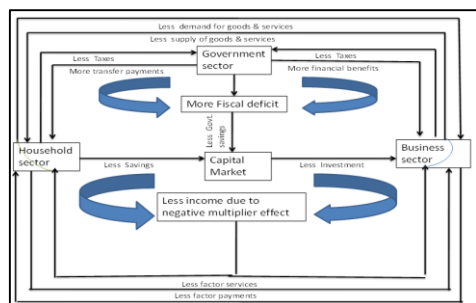 Less demand for goods & services
Less supply of goods & services
Less Taxes
Government
sector
Less Taxes
More transfer payments
More financial benefits
More Fiscal deficit
Less Govt.
savings
Household
sector
Less Savings
Capital
Market
Less Investment
Business
sector
Less income due to
negative multiplier effect
Less factor services
Less factor payments